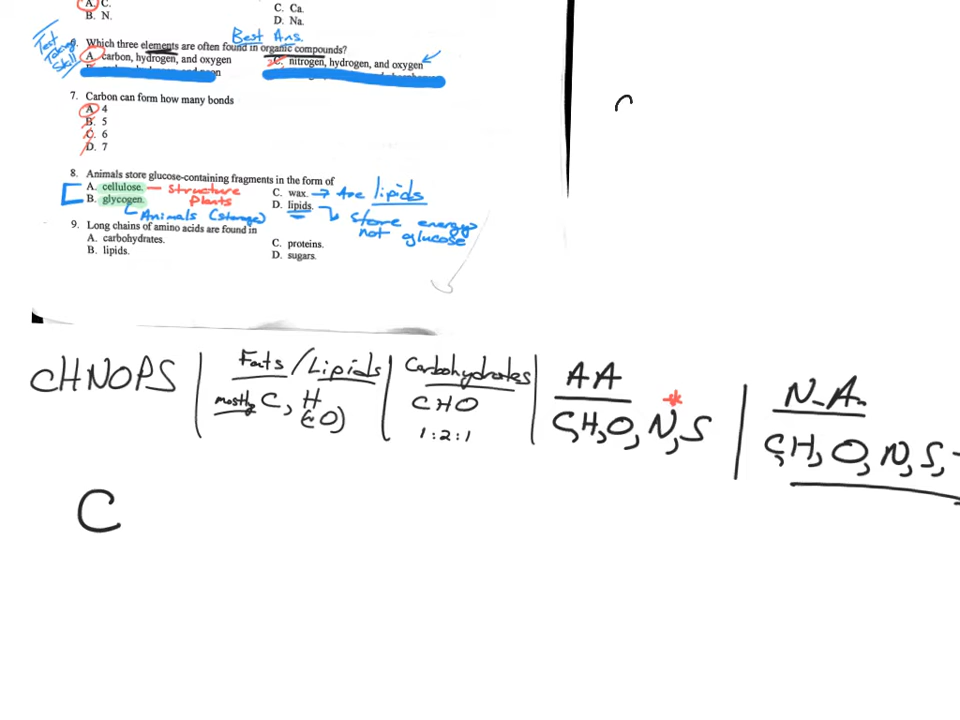 A. C.
B. N.
C. Ca.
D. Na.
Best Ans.
Test Taking Skill
Which three elements are often found in organic compounds?
A. carbon, hydrogen, and oxygen
C. nitrogen, hydrogen, and oxygen
7. Carbon can form how many bonds
A. 4
B. 5
C. 6
D. 7
8. Animals store glucose-containing fragments in the form of
A. cellulose. — Structure Plants
B. glycogen.
Animals (storage)
C. wax. → Are lipids
D. lipids. → store energy not glucose
9. Long chains of amino acids are found in
A. carbohydrates.
B. lipids.
C. proteins.
D. sugars.
CHNOPS
Fats/Lipids
mostly C, H
(≈O)
Carbohydrates
CHO
1:2:1
AA
C,H,O,N,S
*
N.A.
C,H,O,N,S,
C